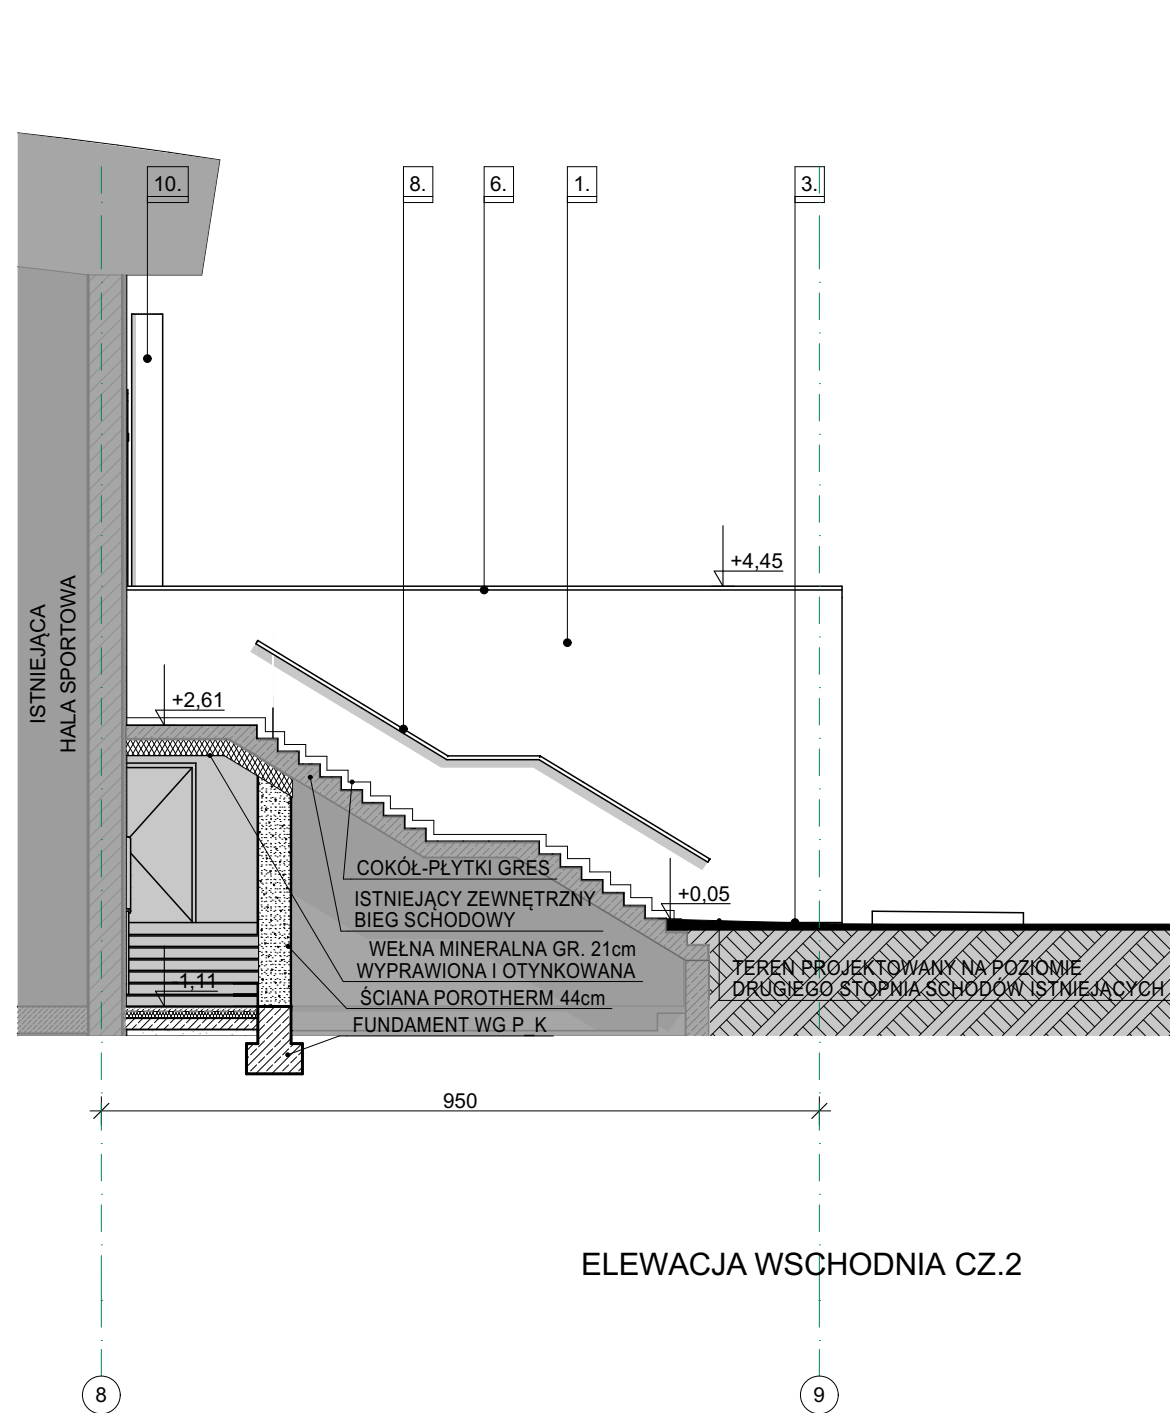 10.
8.
6.
1.
3.
+4,45
ISTNIEJĄCA
HALA SPORTOWA
+2,61
COKÓŁ-PŁYTKI GRES
+0,05
ISTNIEJĄCY ZEWNĘTRZNY
BIEG SCHODOWY
WEŁNA MINERALNA GR. 21cm
WYPRAWIONA I OTYNKOWANA
TEREN PROJEKTOWANY NA POZIOMIE
DRUGIEGO STOPNIA SCHODÓW ISTNIEJĄCYCH
-1,11
ŚCIANA POROTHERM 44cm
FUNDAMENT WG P_K
950
ELEWACJA WSCHODNIA CZ.2
8
9